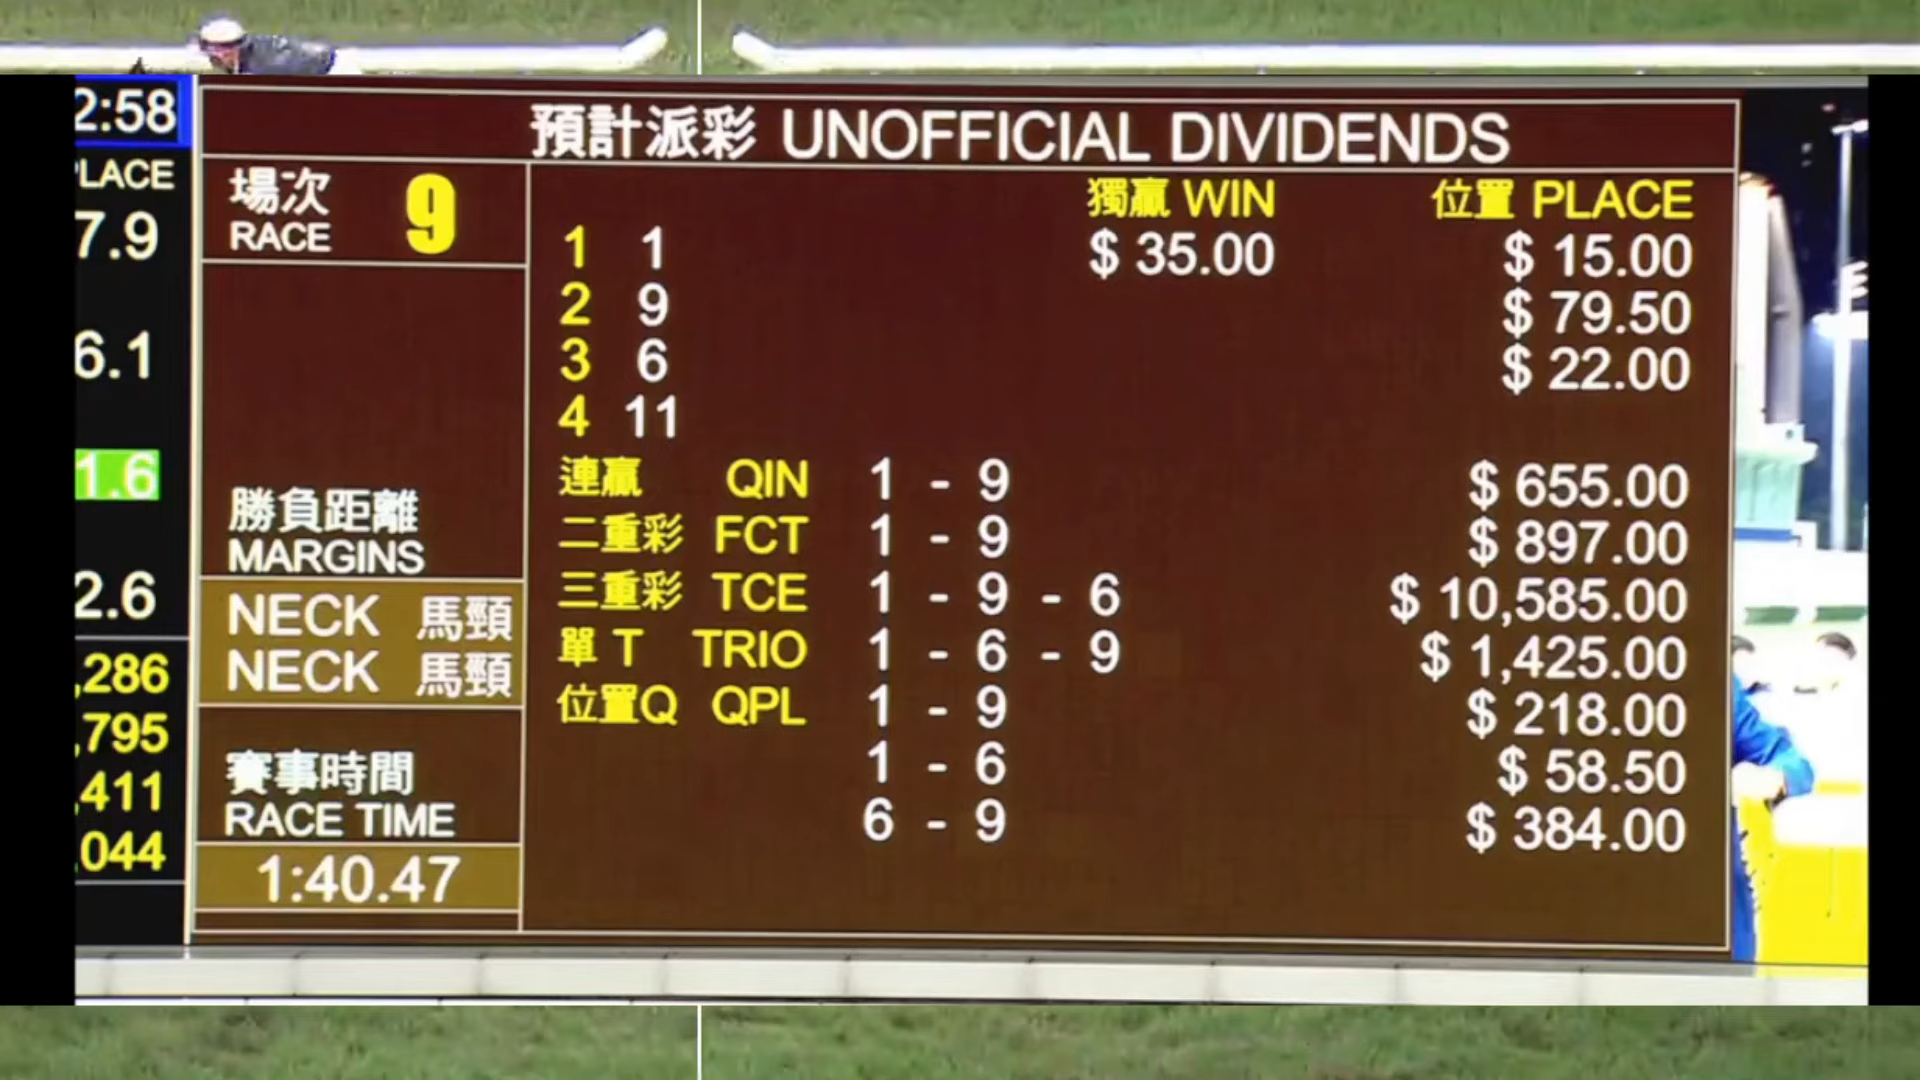 2:58
PLACE
7.9
6.1
1.6
2.6
,286
,795
,411
,044
預計派彩 UNOFFICIAL DIVIDENDS
場次
RACE 9
勝負距離
MARGINS
NECK 馬頸
NECK 馬頸
賽事時間
RACE TIME
1:40.47
獨贏 WIN 位置 PLACE
1 1 $ 35.00 $ 15.00
2 9 $ 79.50
3 6 $ 22.00
4 11
連贏 QIN 1 - 9 $ 655.00
二重彩 FCT 1 - 9 $ 897.00
三重彩 TCE 1 - 9 - 6 $ 10,585.00
單T TRIO 1 - 6 - 9 $ 1,425.00
位置Q QPL 1 - 9 $ 218.00
1 - 6 $ 58.50
6 - 9 $ 384.00